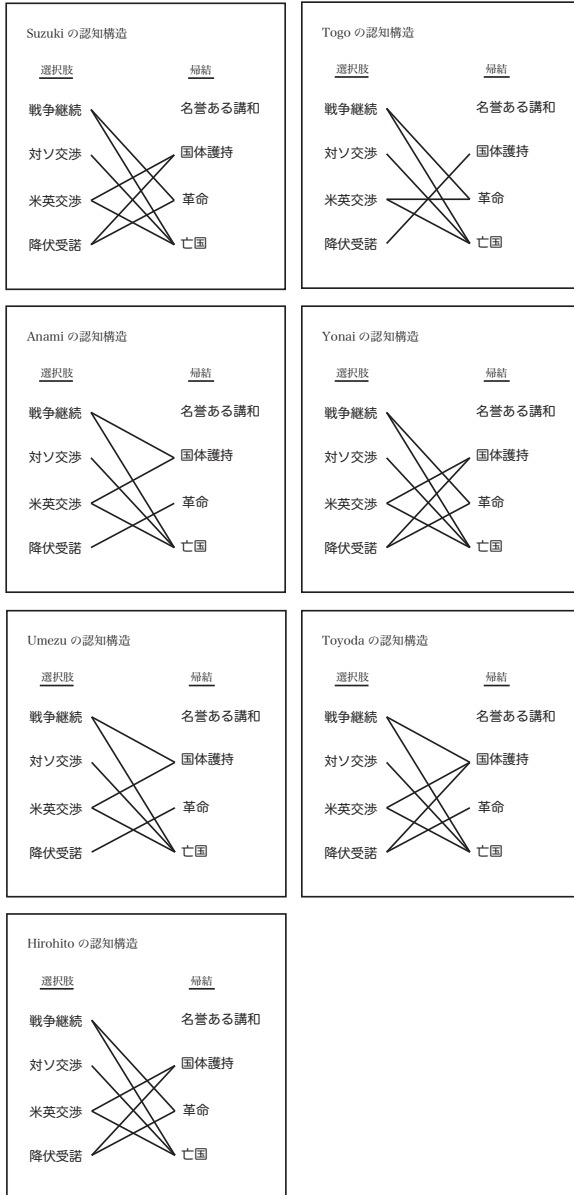 Suzuki の認知構造
選択肢 帰結
戦争継続 名誉ある講和
対ソ交渉 国体護持
米英交渉 革命
降伏受諾 亡国
Togo の認知構造
選択肢 帰結
戦争継続 名誉ある講和
対ソ交渉 国体護持
米英交渉 革命
降伏受諾 亡国
Anami の認知構造
選択肢 帰結
戦争継続 名誉ある講和
対ソ交渉 国体護持
米英交渉 革命
降伏受諾 亡国
Yonai の認知構造
選択肢 帰結
戦争継続 名誉ある講和
対ソ交渉 国体護持
米英交渉 革命
降伏受諾 亡国
Umezu の認知構造
選択肢 帰結
戦争継続 名誉ある講和
対ソ交渉 国体護持
米英交渉 革命
降伏受諾 亡国
Toyoda の認知構造
選択肢 帰結
戦争継続 名誉ある講和
対ソ交渉 国体護持
米英交渉 革命
降伏受諾 亡国
Hirohito の認知構造
選択肢 帰結
戦争継続 名誉ある講和
対ソ交渉 国体護持
米英交渉 革命
降伏受諾 亡国